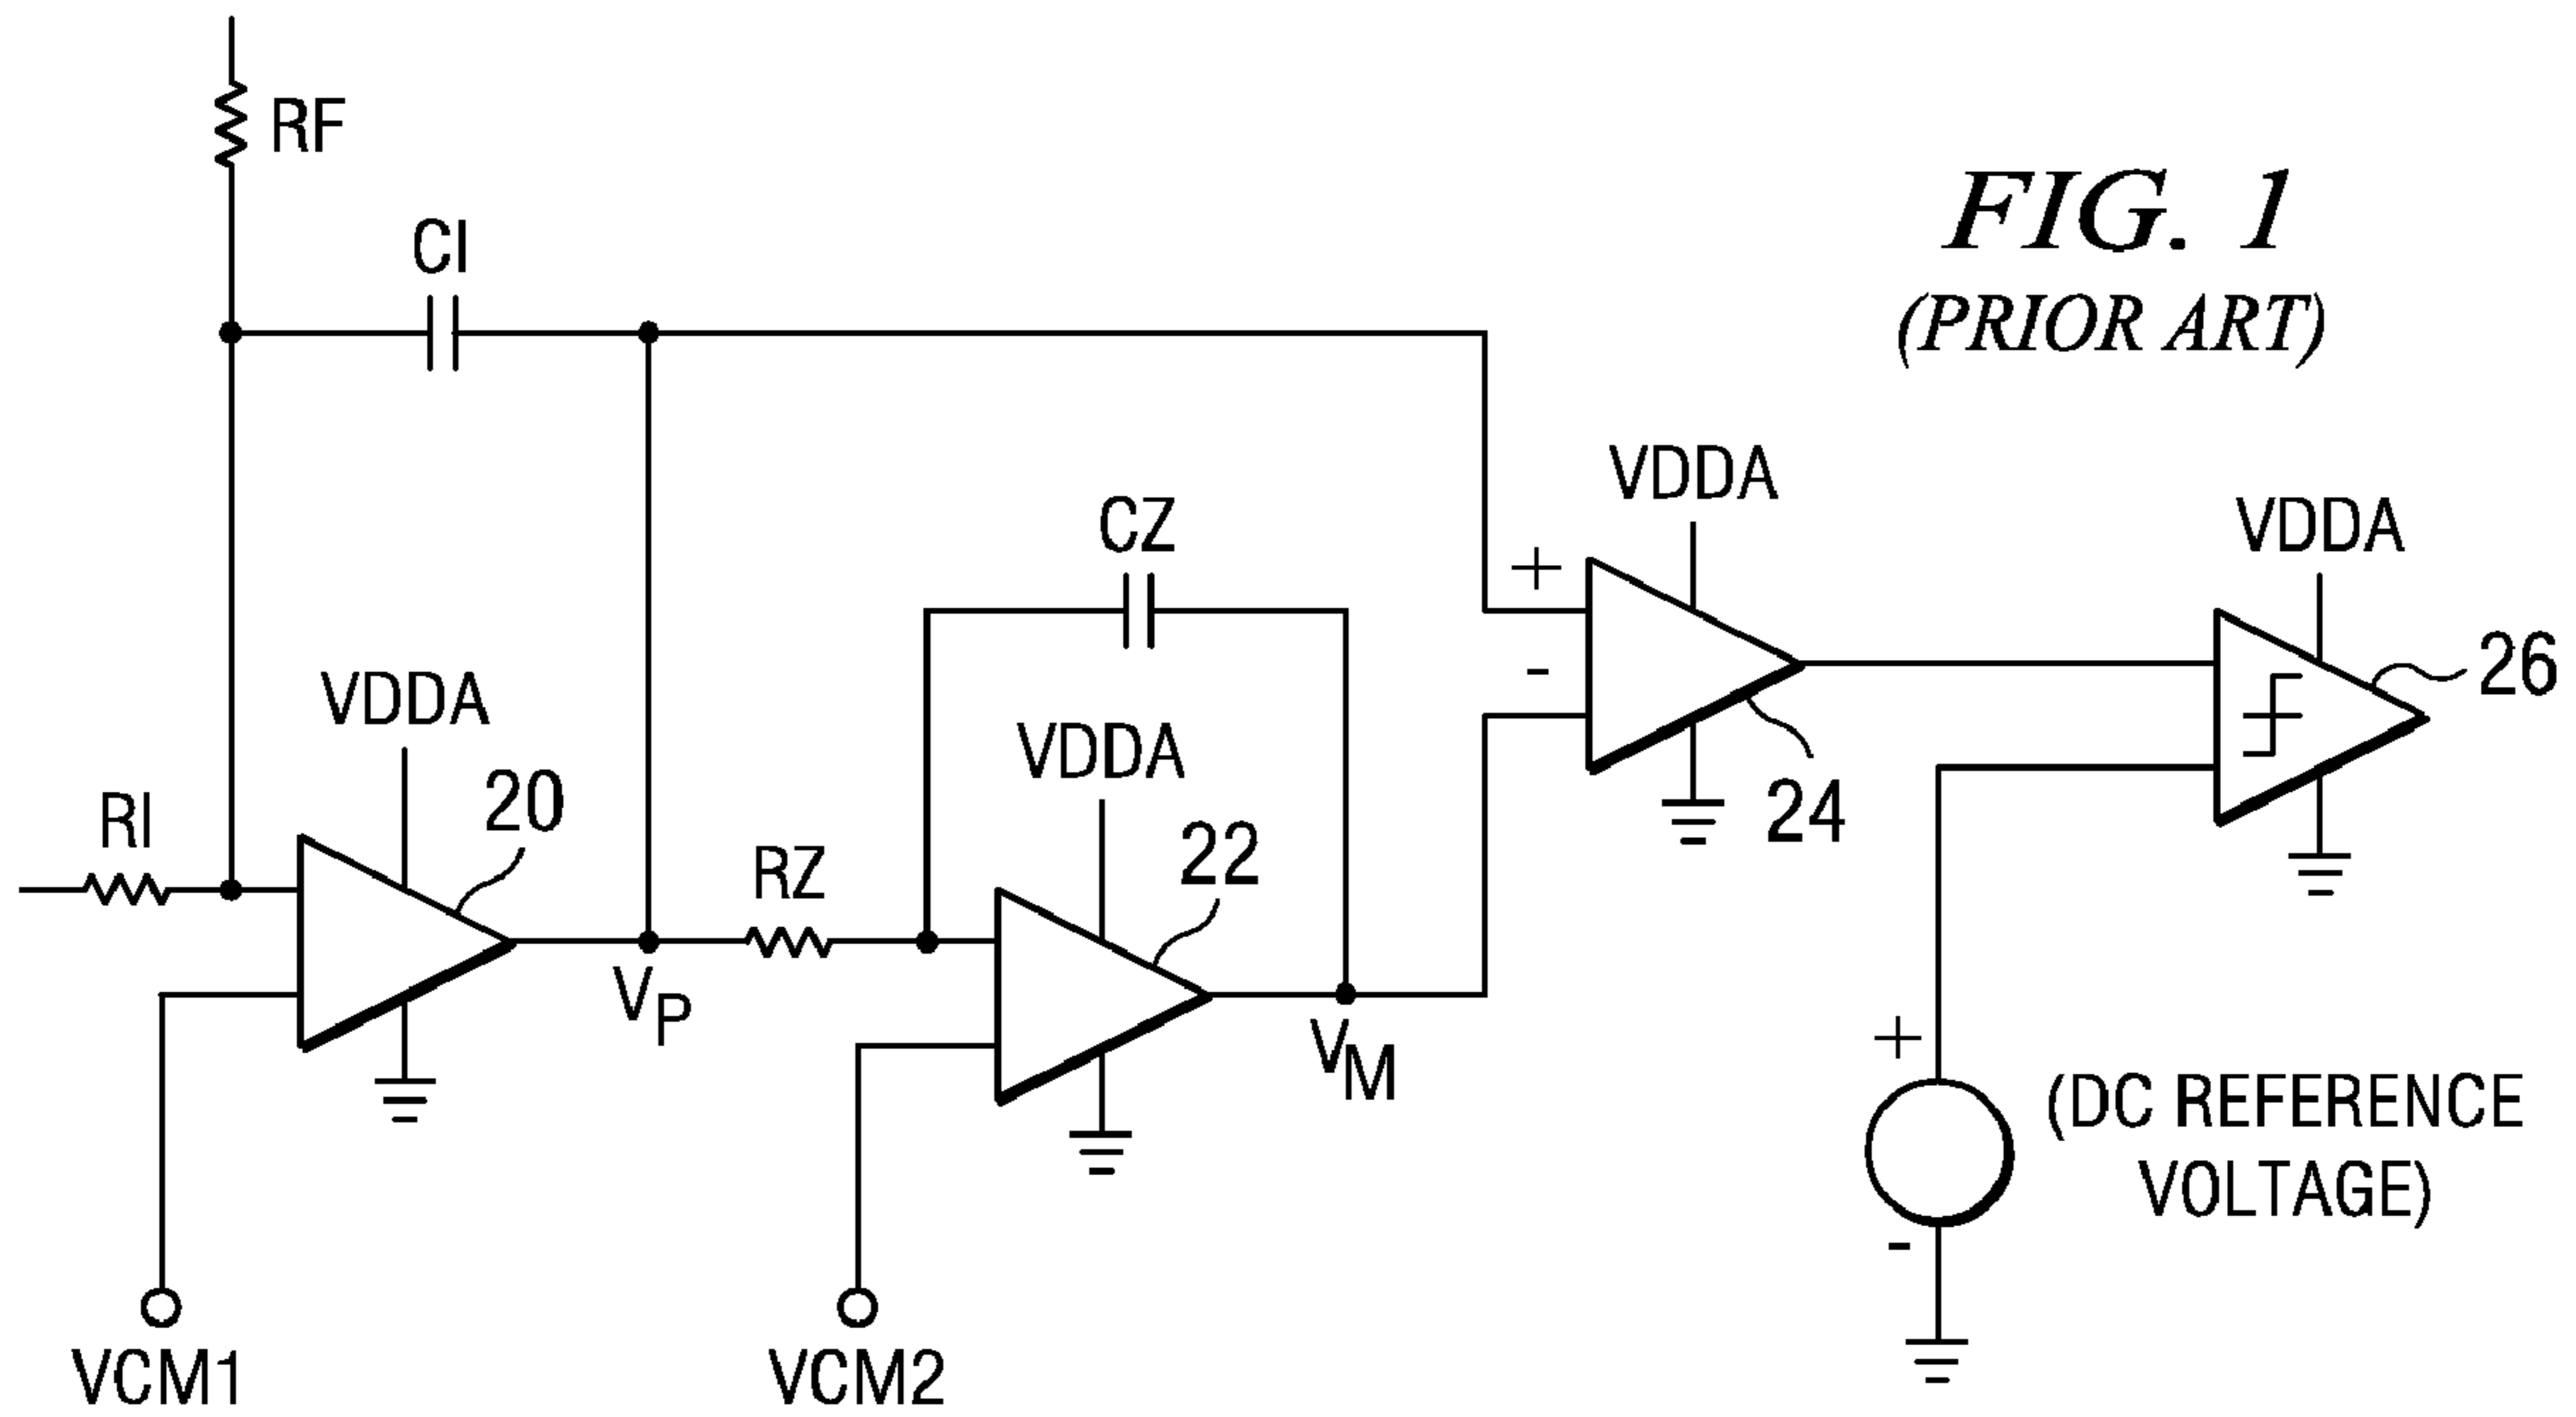 RF
CI
FIG. 1
(PRIOR ART)
VDDA
CZ
VDDA
+
-
26
VDDA
VDDA
20
24
RI
RZ
22
VP
VM
+
(DC REFERENCE
VOLTAGE)
-
VCM1
VCM2